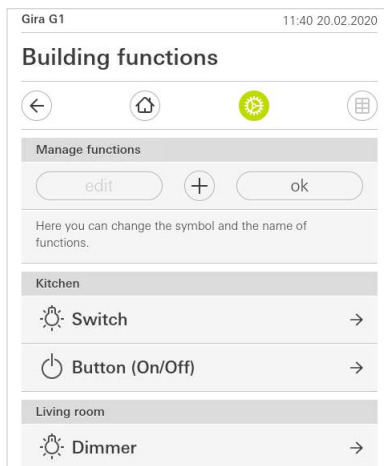 Gira G1 11:40 20.02.2020
Building functions
Manage functions
edit ok
Here you can change the symbol and the name of
functions.
Kitchen
Switch
Button (On/Off)
Living room
Dimmer